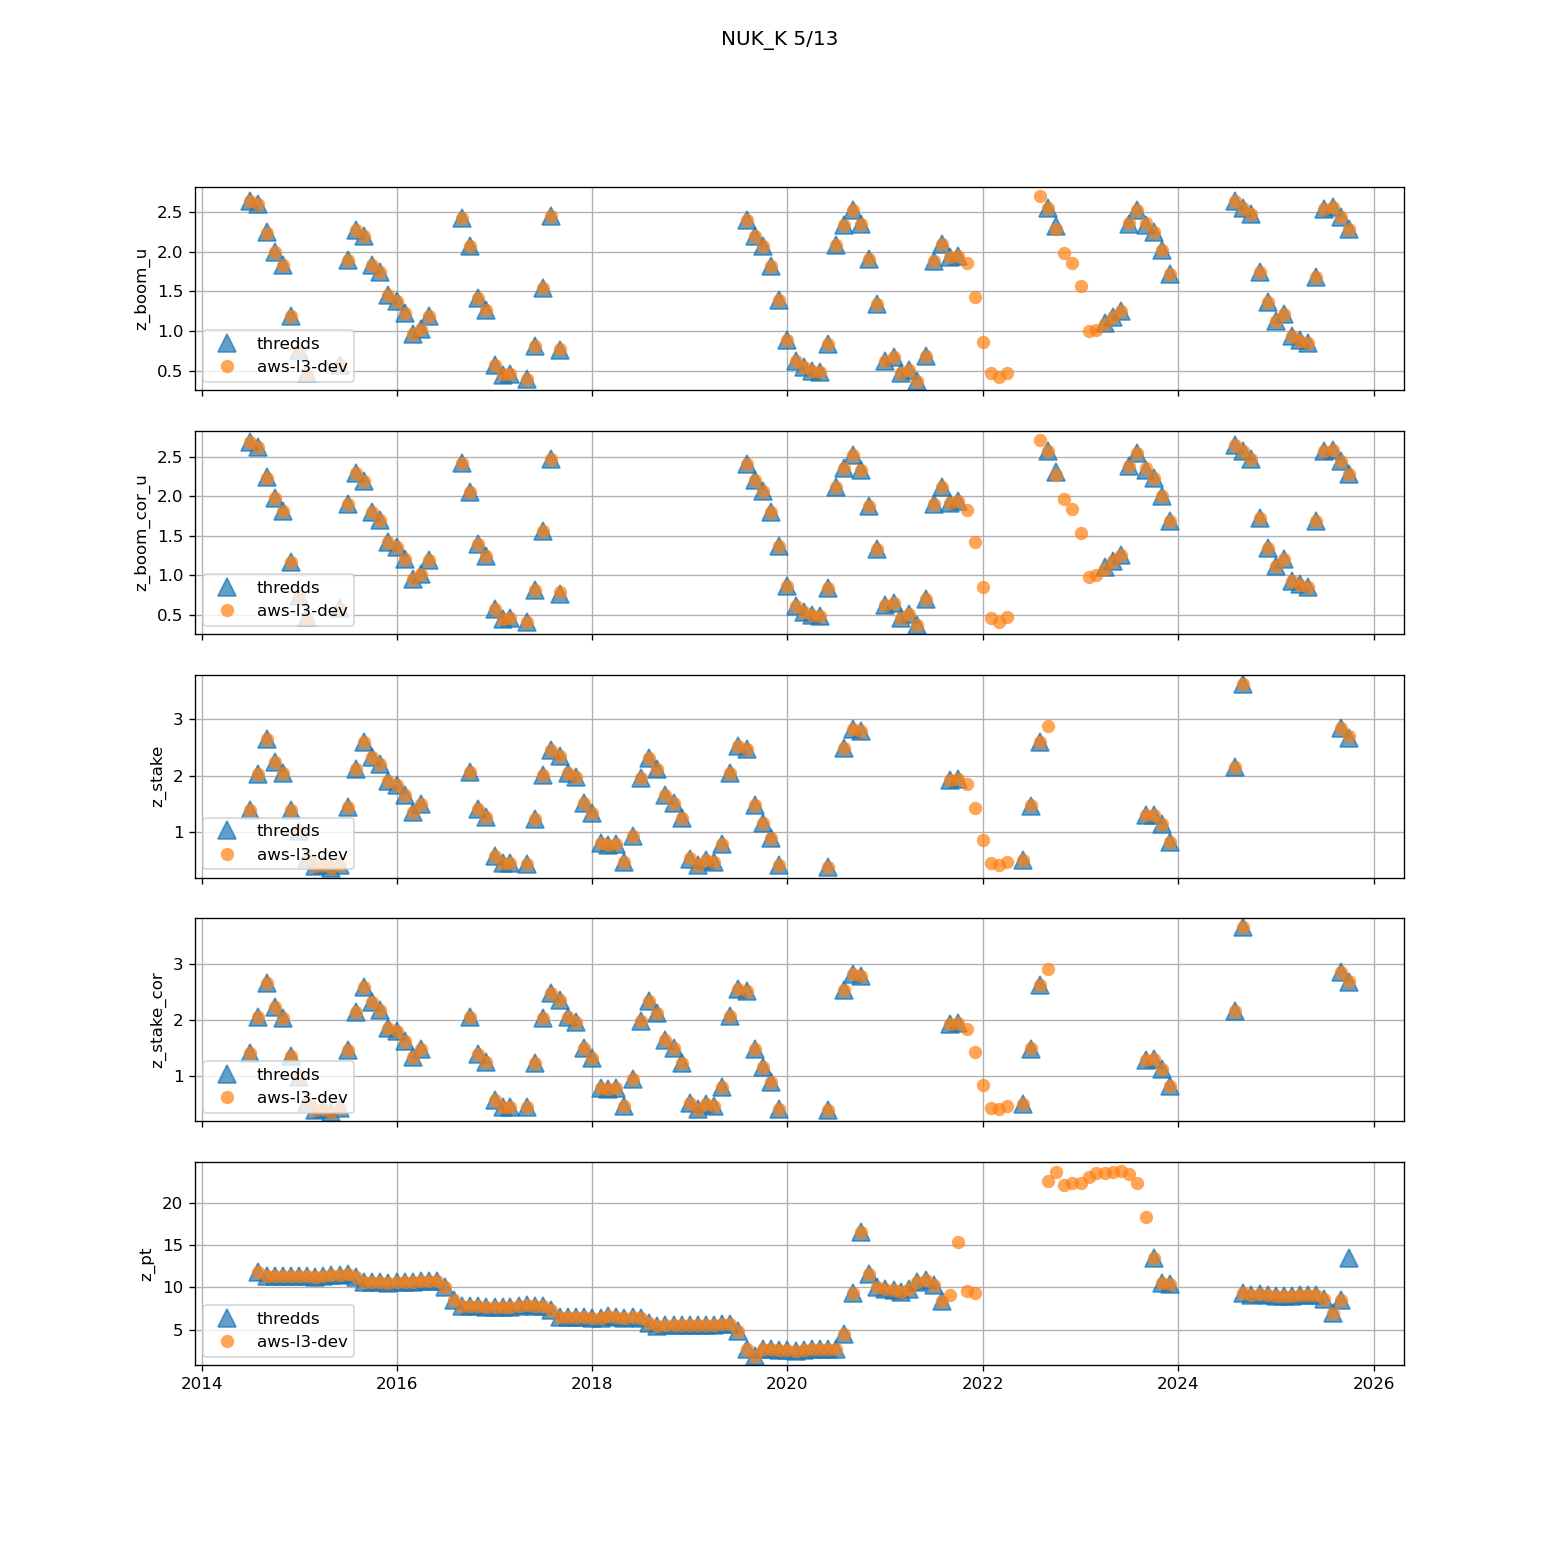 NUK_K 5/13
z_boom_u
2.5
2.0
1.5
1.0
0.5
thredds
aws-l3-dev
z_boom_cor_u
2.5
2.0
1.5
1.0
0.5
thredds
aws-l3-dev
z_stake
3
2
1
thredds
aws-l3-dev
z_stake_cor
3
2
1
thredds
aws-l3-dev
z_pt
20
15
10
5
thredds
aws-l3-dev
2014 2016 2018 2020 2022 2024 2026